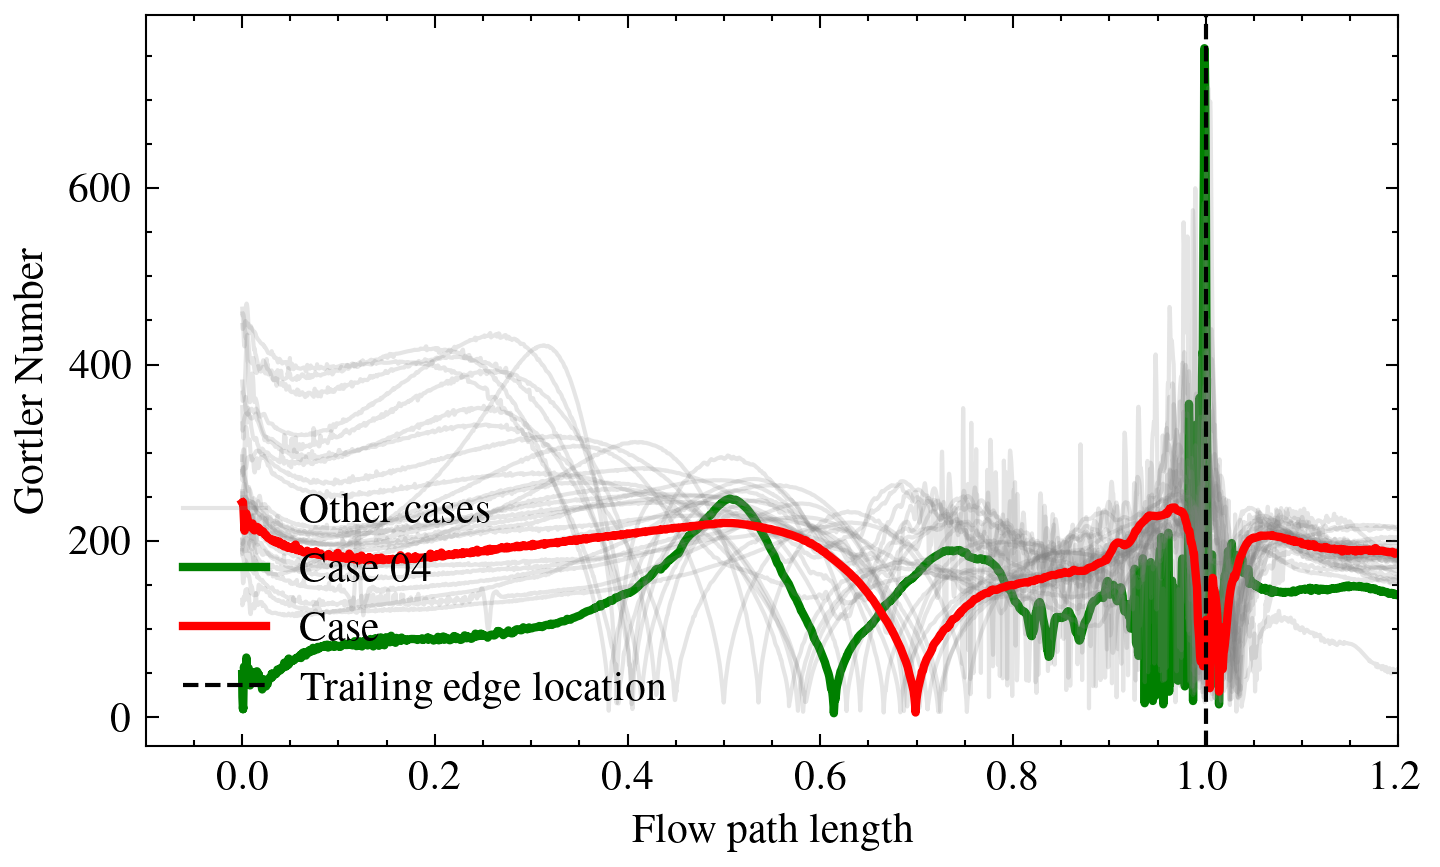 600
400
200
0
Gortler Number
Other cases
Case 04
Case
Trailing edge location
0.0 0.2 0.4 0.6 0.8 1.0 1.2
Flow path length